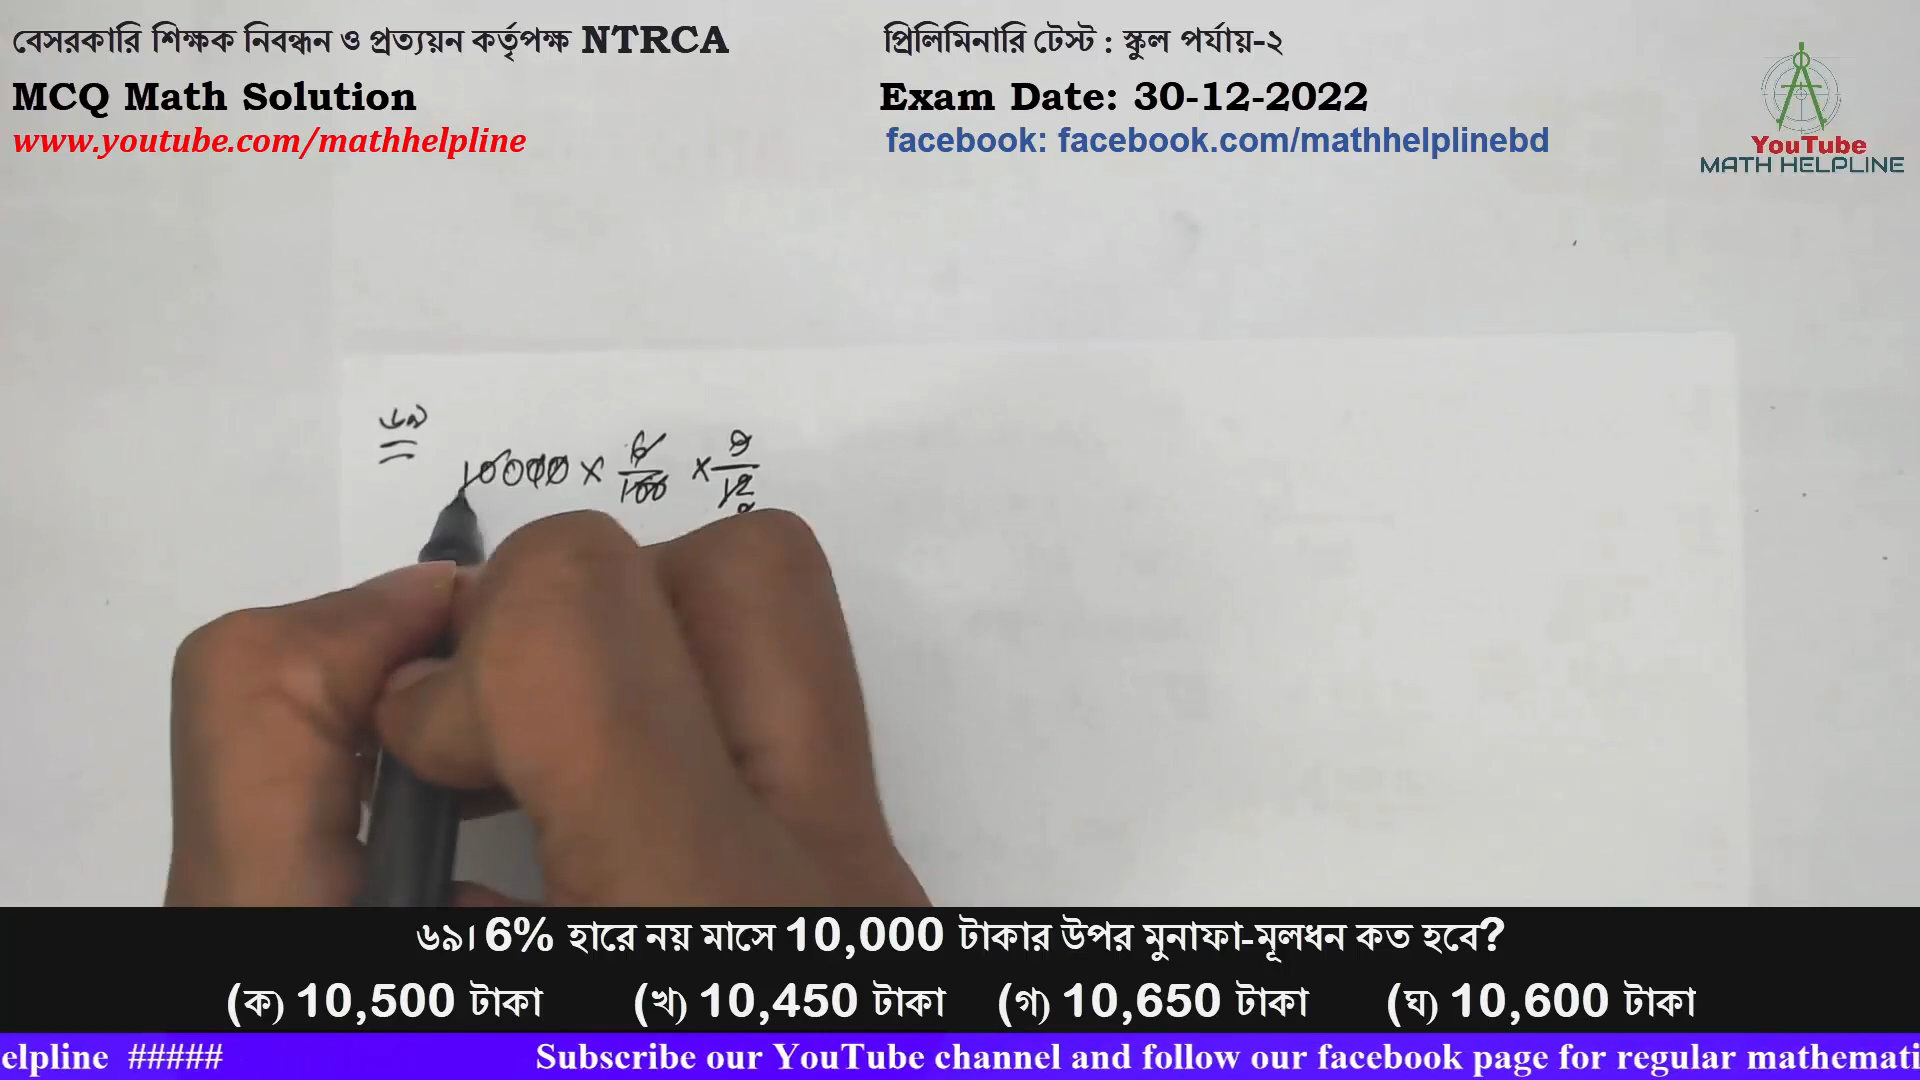 বেসরকারি শিক্ষক নিবন্ধন ও প্রত্যয়ন কর্তৃপক্ষ NTRCA
প্রিলিমিনারি টেস্ট : স্কুল পর্যায়-২
MCQ Math Solution
Exam Date: 30-12-2022
www.youtube.com/mathhelpline
facebook: facebook.com/mathhelplinebd
YouTube
MATH HELPLINE
৬৯
10000 × 6/100 × 9/12
2
৬৯। 6% হারে নয় মাসে 10,000 টাকার উপর মুনাফা-মূলধন কত হবে?
(ক) 10,500 টাকা (খ) 10,450 টাকা (গ) 10,650 টাকা (ঘ) 10,600 টাকা
elpline ##### Subscribe our YouTube channel and follow our facebook page for regular mathemati